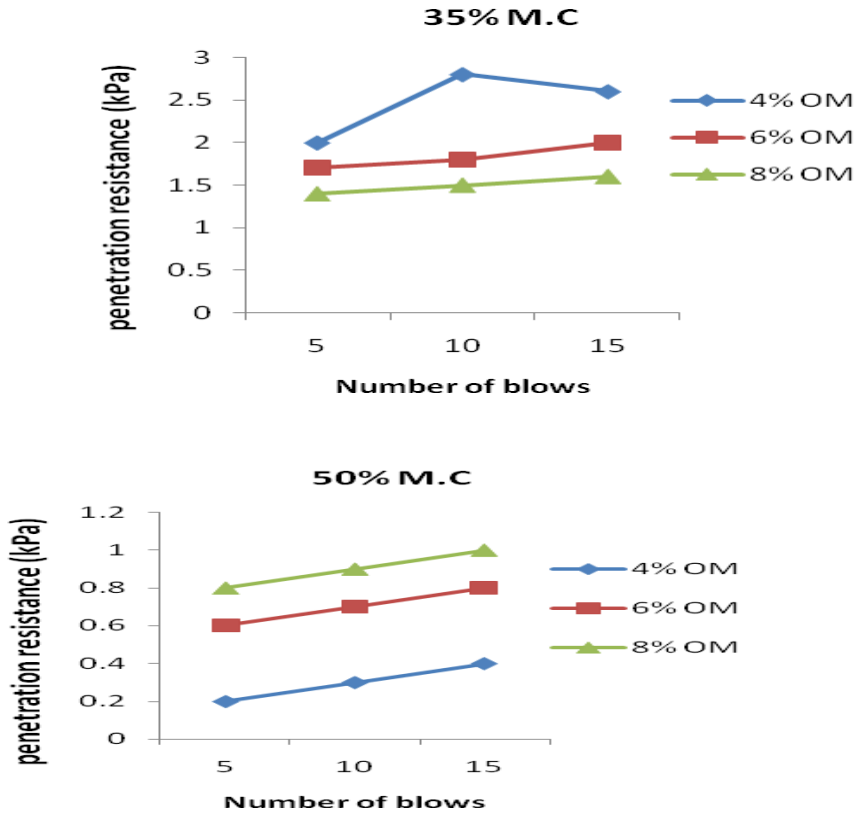 35% M.C
penetration resistance (kPa)
3
2.5
2
1.5
1
0.5
0
5 10 15
Number of blows
4% OM
6% OM
8% OM
50% M.C
penetration resistance (kPa)
1.2
1
0.8
0.6
0.4
0.2
0
5 10 15
Number of blows
4% OM
6% OM
8% OM